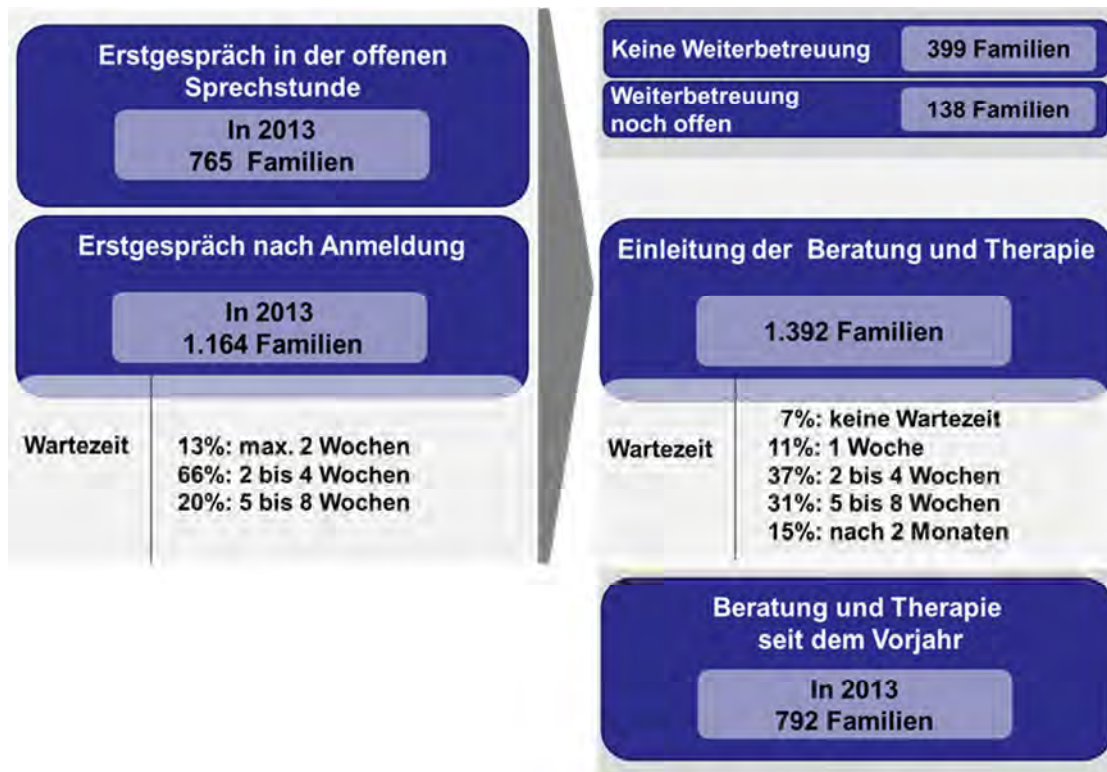 Erstgespräch in der offenen
Sprechstunde
In 2013
765 Familien
Erstgespräch nach Anmeldung
In 2013
1.164 Familien
Wartezeit
13%: max. 2 Wochen
66%: 2 bis 4 Wochen
20%: 5 bis 8 Wochen
Keine Weiterbetreuung
399 Familien
Weiterbetreuung
noch offen
138 Familien
Einleitung der Beratung und Therapie
1.392 Familien
Wartezeit
7%: keine Wartezeit
11%: 1 Woche
37%: 2 bis 4 Wochen
31%: 5 bis 8 Wochen
15%: nach 2 Monaten
Beratung und Therapie
seit dem Vorjahr
In 2013
792 Familien